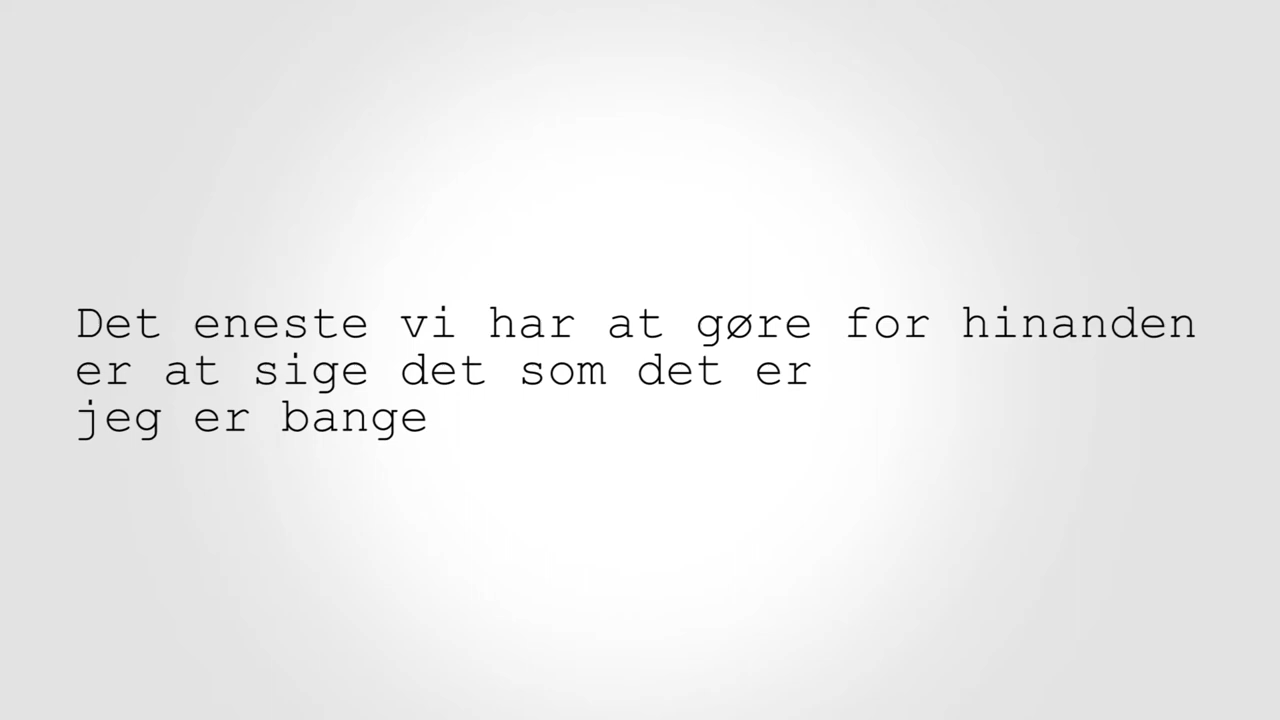 Det eneste vi har at gøre for hinanden
er at sige det som det er
jeg er bange